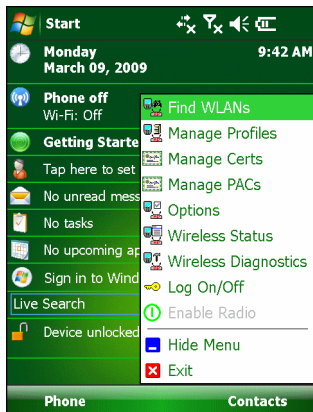 Start
Monday 9:42 AM
March 09, 2009
Phone off
Wi-Fi: Off
Getting Starte
Tap here to set
No unread mess
No tasks
No upcoming ap
Sign in to Wind
Live Search
Device unlocked
Find WLANs
Manage Profiles
Manage Certs
Manage PACs
Options
Wireless Status
Wireless Diagnostics
Log On/Off
Enable Radio
Hide Menu
Exit
Phone Contacts